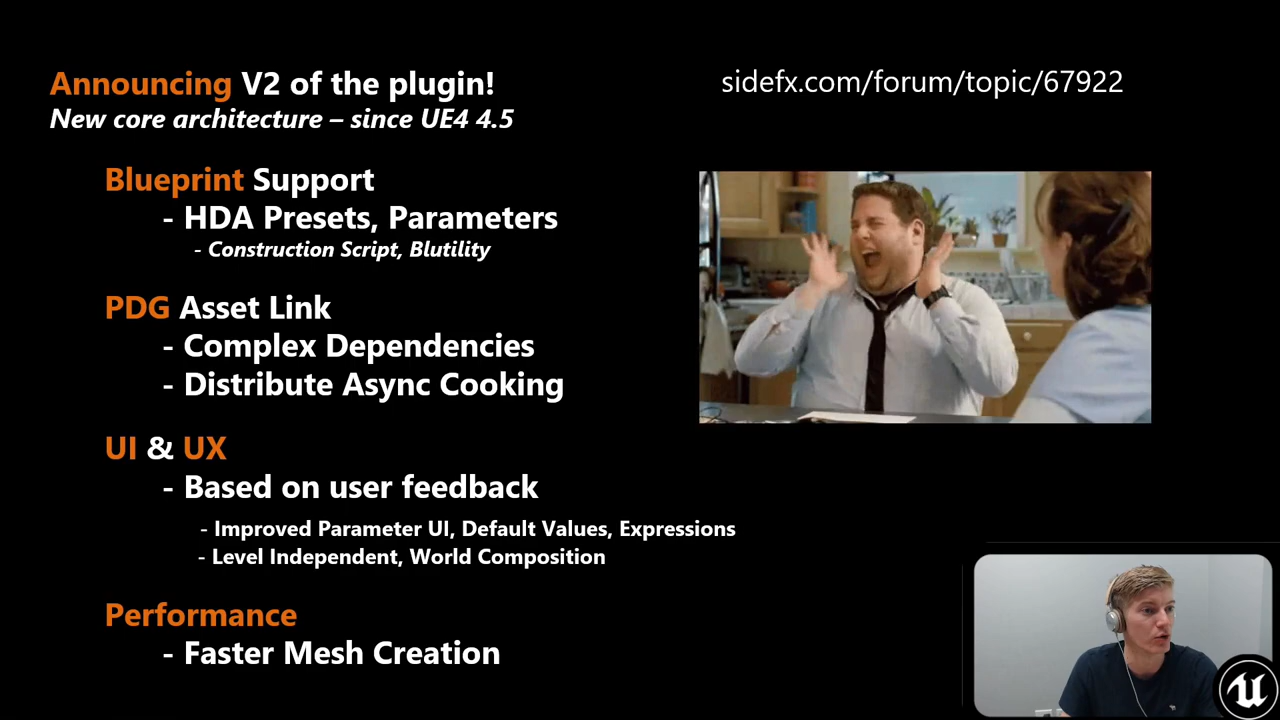 Announcing V2 of the plugin!
New core architecture – since UE4 4.5
sidefx.com/forum/topic/67922
Blueprint Support
- HDA Presets, Parameters
- Construction Script, Blutility
PDG Asset Link
- Complex Dependencies
- Distribute Async Cooking
UI & UX
- Based on user feedback
- Improved Parameter UI, Default Values, Expressions
- Level Independent, World Composition
Performance
- Faster Mesh Creation